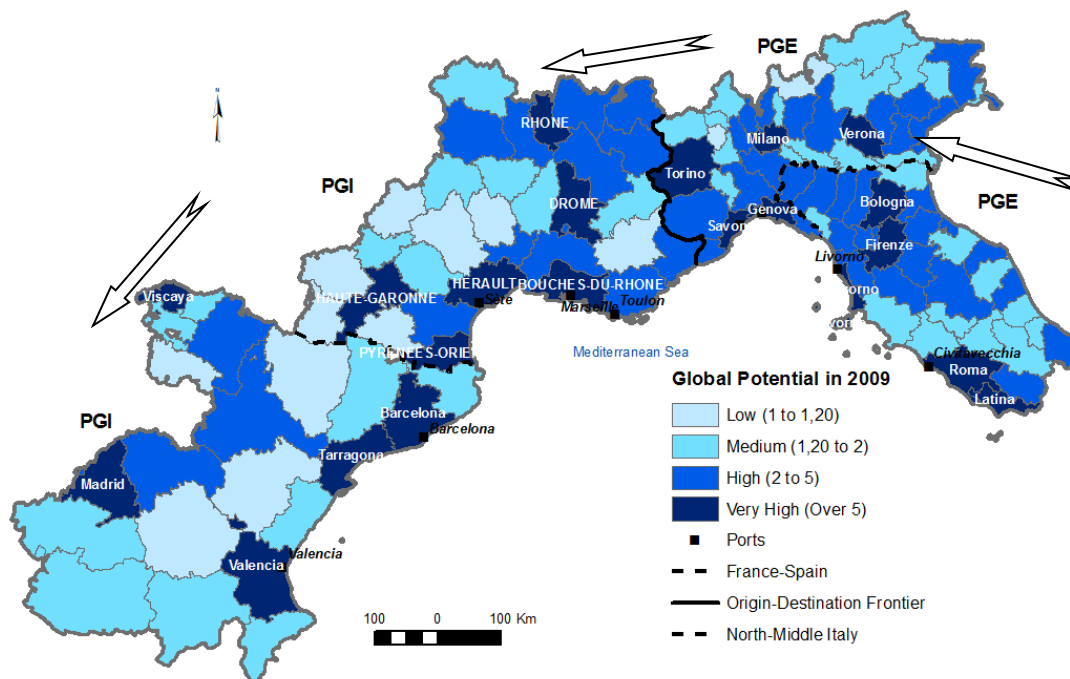 PGE
N
RHONE
Milano
Verona
Torino
PGI
DROME
Bologna
PGE
Genova
Savon
Firenze
Livorno
HERAULT
BOUCHES-DU-RHONE
HAUTE-GARONNE
Sete
Marseille
Toulon
Viscaya
orno
vor
PYRENEES-ORIE
Mediterranean Sea
Civitavecchia
Roma
Latina
Barcelona
Barcelona
PGI
Tarragona
Madrid
Valencia
Valencia
Global Potential in 2009
Low (1 to 1,20)
Medium (1,20 to 2)
High (2 to 5)
Very High (Over 5)
Ports
France-Spain
Origin-Destination Frontier
North-Middle Italy
100 0 100 Km